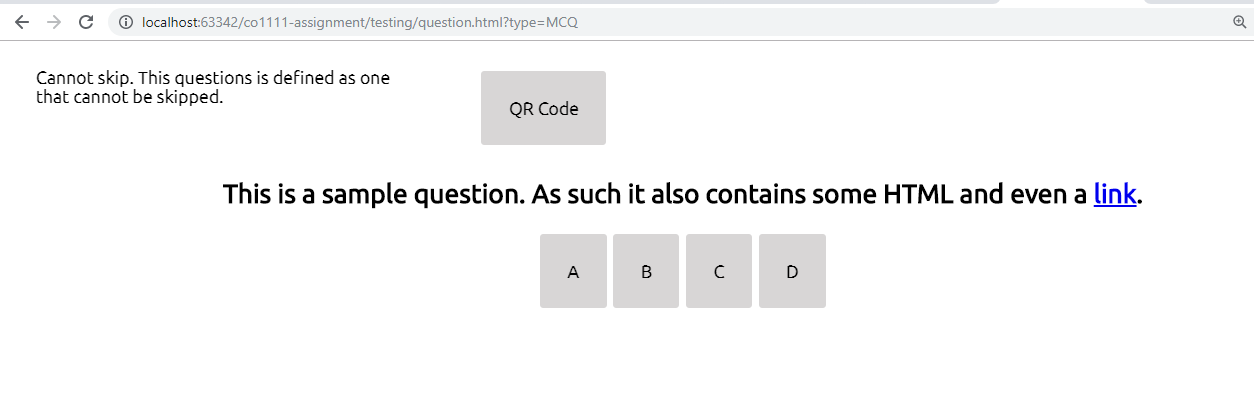 localhost:63342/co1111-assignment/testing/question.html?type=MCQ
Cannot skip. This questions is defined as one
that cannot be skipped.
QR Code
This is a sample question. As such it also contains some HTML and even a link.
A B C D